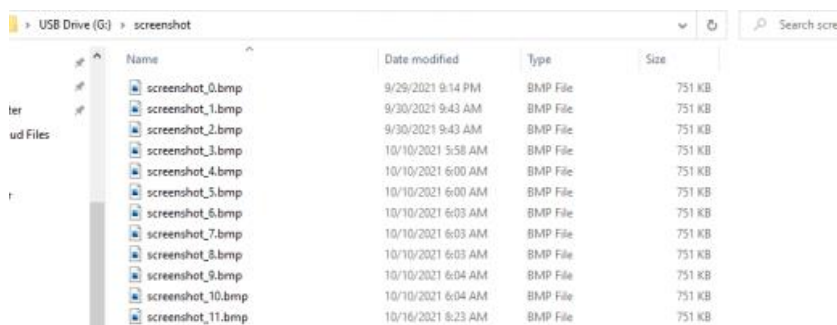 USB Drive (G:) > screenshot Search scre
Name Date modified Type Size
screenshot_0.bmp 9/29/2021 9:14 PM BMP File 751 KB
screenshot_1.bmp 9/30/2021 9:43 AM BMP File 751 KB
ter screenshot_2.bmp 9/30/2021 9:43 AM BMP File 751 KB
ud Files screenshot_3.bmp 10/10/2021 5:58 AM BMP File 751 KB
screenshot_4.bmp 10/10/2021 6:00 AM BMP File 751 KB
screenshot_5.bmp 10/10/2021 6:00 AM BMP File 751 KB
screenshot_6.bmp 10/10/2021 6:03 AM BMP File 751 KB
screenshot_7.bmp 10/10/2021 6:03 AM BMP File 751 KB
screenshot_8.bmp 10/10/2021 6:03 AM BMP File 751 KB
screenshot_9.bmp 10/10/2021 6:04 AM BMP File 751 KB
screenshot_10.bmp 10/10/2021 6:04 AM BMP File 751 KB
screenshot_11.bmp 10/16/2021 8:23 AM BMP File 751 KB